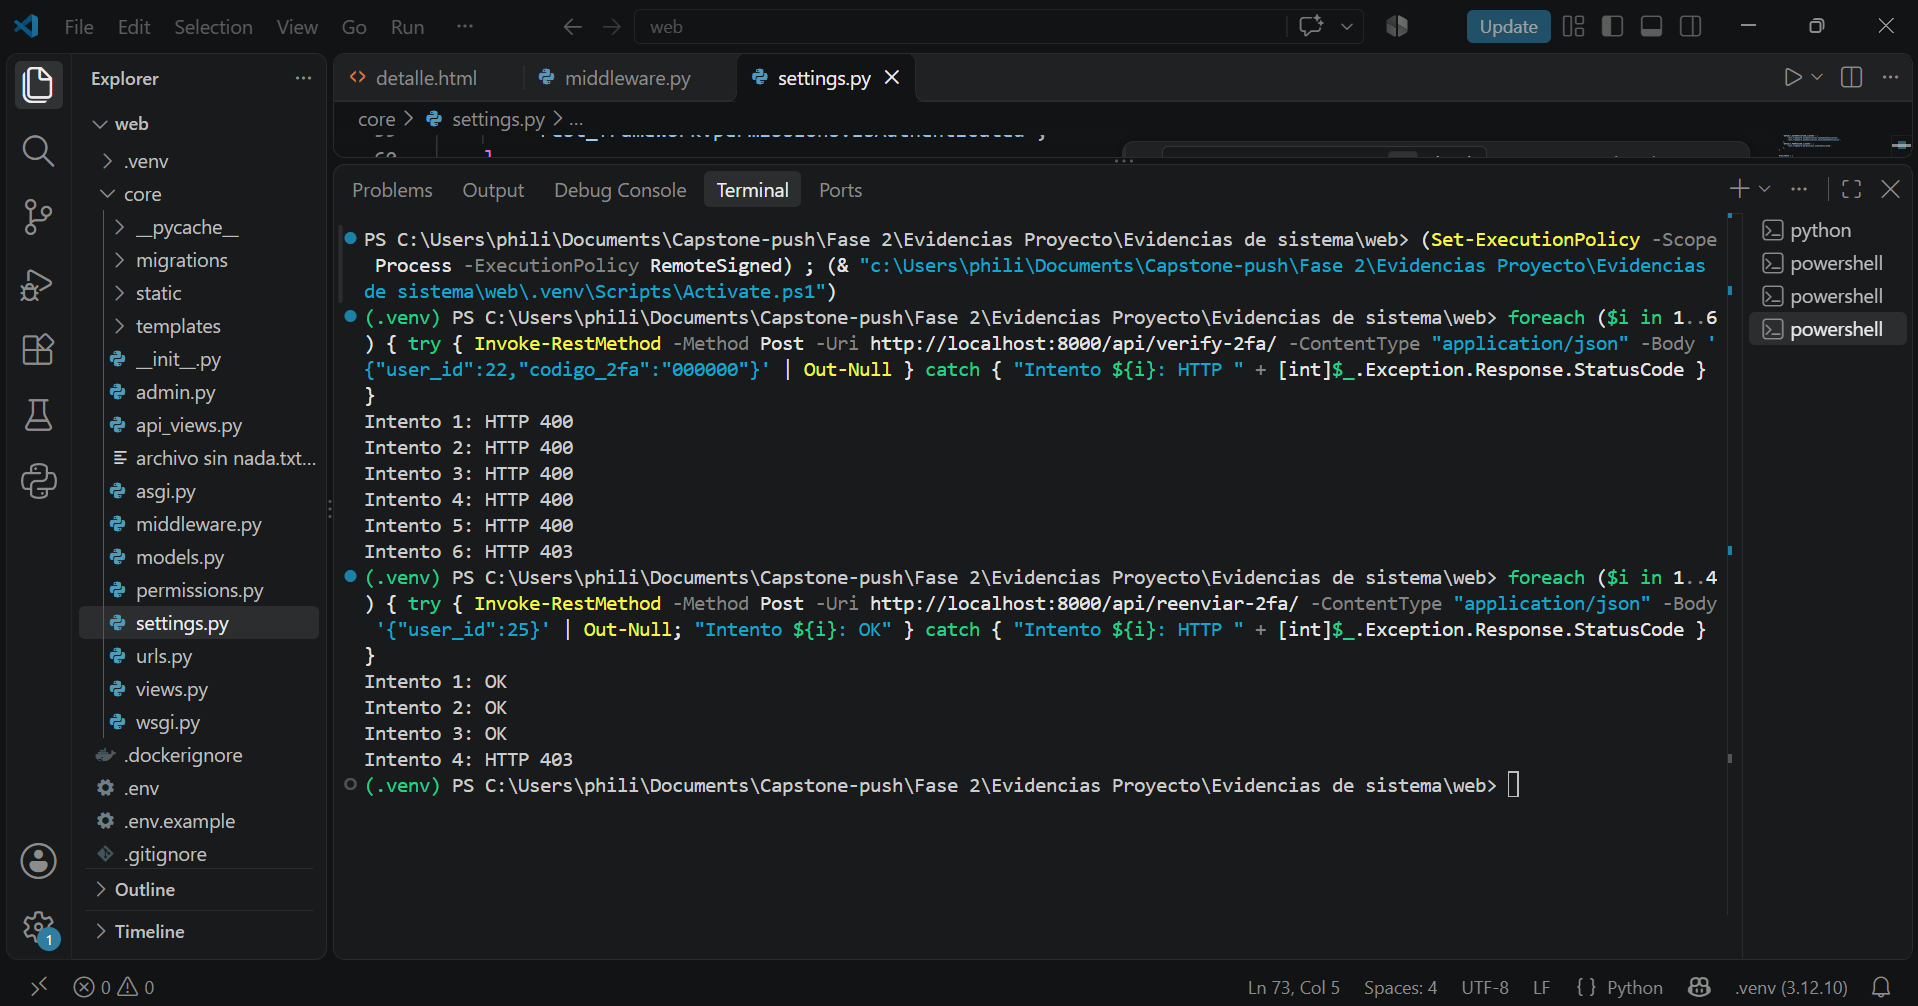 File Edit Selection View Go Run ··· web Update
Explorer ···
web
.venv
core
__pycache__
migrations
static
templates
__init__.py
admin.py
api_views.py
archivo sin nada.txt...
asgi.py
middleware.py
models.py
permissions.py
settings.py
urls.py
views.py
wsgi.py
.dockerignore
.env
.env.example
.gitignore
Outline
Timeline
1
detalle.html middleware.py settings.py
core > settings.py > ...
60 ]
Problems Output Debug Console Terminal Ports
PS C:\Users\phili\Documents\Capstone-push\Fase 2\Evidencias Proyecto\Evidencias de sistema\web> (Set-ExecutionPolicy -Scope
Process -ExecutionPolicy RemoteSigned) ; (& "c:\Users\phili\Documents\Capstone-push\Fase 2\Evidencias Proyecto\Evidencias
de sistema\web\.venv\Scripts\Activate.ps1")
(.venv) PS C:\Users\phili\Documents\Capstone-push\Fase 2\Evidencias Proyecto\Evidencias de sistema\web> foreach ($i in 1..6
) { try { Invoke-RestMethod -Method Post -Uri http://localhost:8000/api/verify-2fa/ -ContentType "application/json" -Body '
{"user_id":22,"codigo_2fa":"000000"}' | Out-Null } catch { "Intento ${i}: HTTP " + [int]$_.Exception.Response.StatusCode }
}
Intento 1: HTTP 400
Intento 2: HTTP 400
Intento 3: HTTP 400
Intento 4: HTTP 400
Intento 5: HTTP 400
Intento 6: HTTP 403
(.venv) PS C:\Users\phili\Documents\Capstone-push\Fase 2\Evidencias Proyecto\Evidencias de sistema\web> foreach ($i in 1..4
) { try { Invoke-RestMethod -Method Post -Uri http://localhost:8000/api/reenviar-2fa/ -ContentType "application/json" -Body
'{"user_id":25}' | Out-Null; "Intento ${i}: OK" } catch { "Intento ${i}: HTTP " + [int]$_.Exception.Response.StatusCode }
}
Intento 1: OK
Intento 2: OK
Intento 3: OK
Intento 4: HTTP 403
(.venv) PS C:\Users\phili\Documents\Capstone-push\Fase 2\Evidencias Proyecto\Evidencias de sistema\web>
python
powershell
powershell
powershell
0 0 Ln 73, Col 5 Spaces: 4 UTF-8 LF { } Python .venv (3.12.10)